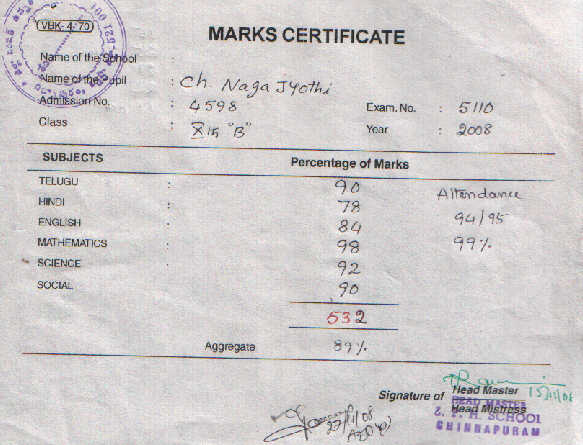 VBK-4-70
MARKS CERTIFICATE
Name of the School
Name of the Pupil : Ch. Naga Jyothi
Admission No. : 4598 Exam. No. : 5110
Class : X th "B" Year : 2008
SUBJECTS Percentage of Marks
TELUGU : 90 Attendance
HINDI : 78
ENGLISH : 84 94/95
MATHEMATICS : 98 99%
SCIENCE : 92
SOCIAL : 90
532
Aggregate 89%
Signature of Head Master
HEAD MASTER
Head Mistress
Z. P. H. SCHOOL
CHINNAPURAM